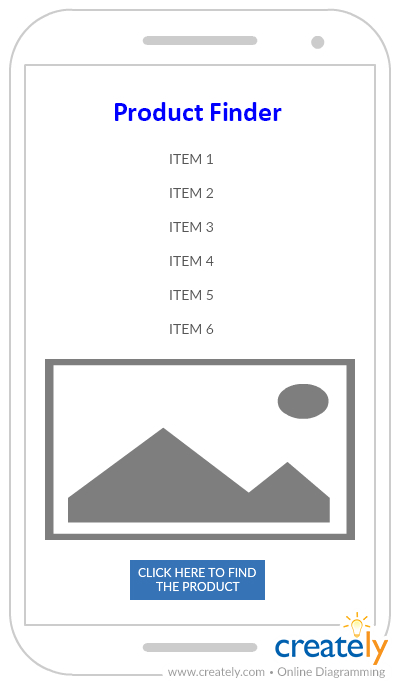 Product Finder
ITEM 1
ITEM 2
ITEM 3
ITEM 4
ITEM 5
ITEM 6
CLICK HERE TO FIND
THE PRODUCT
creately
www.creately.com • Online Diagramming